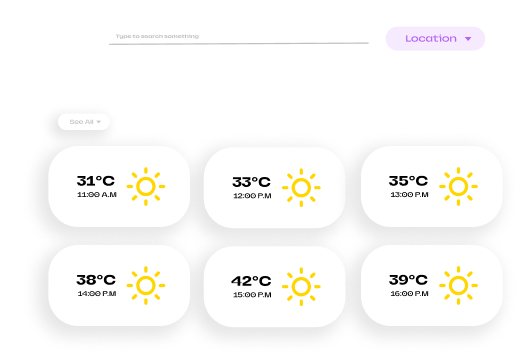 Type to search something
Location
See All
31°C
11:00 A.M
33°C
12:00 P.M
35°C
13:00 P.M
38°C
14:00 P.M
42°C
15:00 P.M
39°C
16:00 P.M